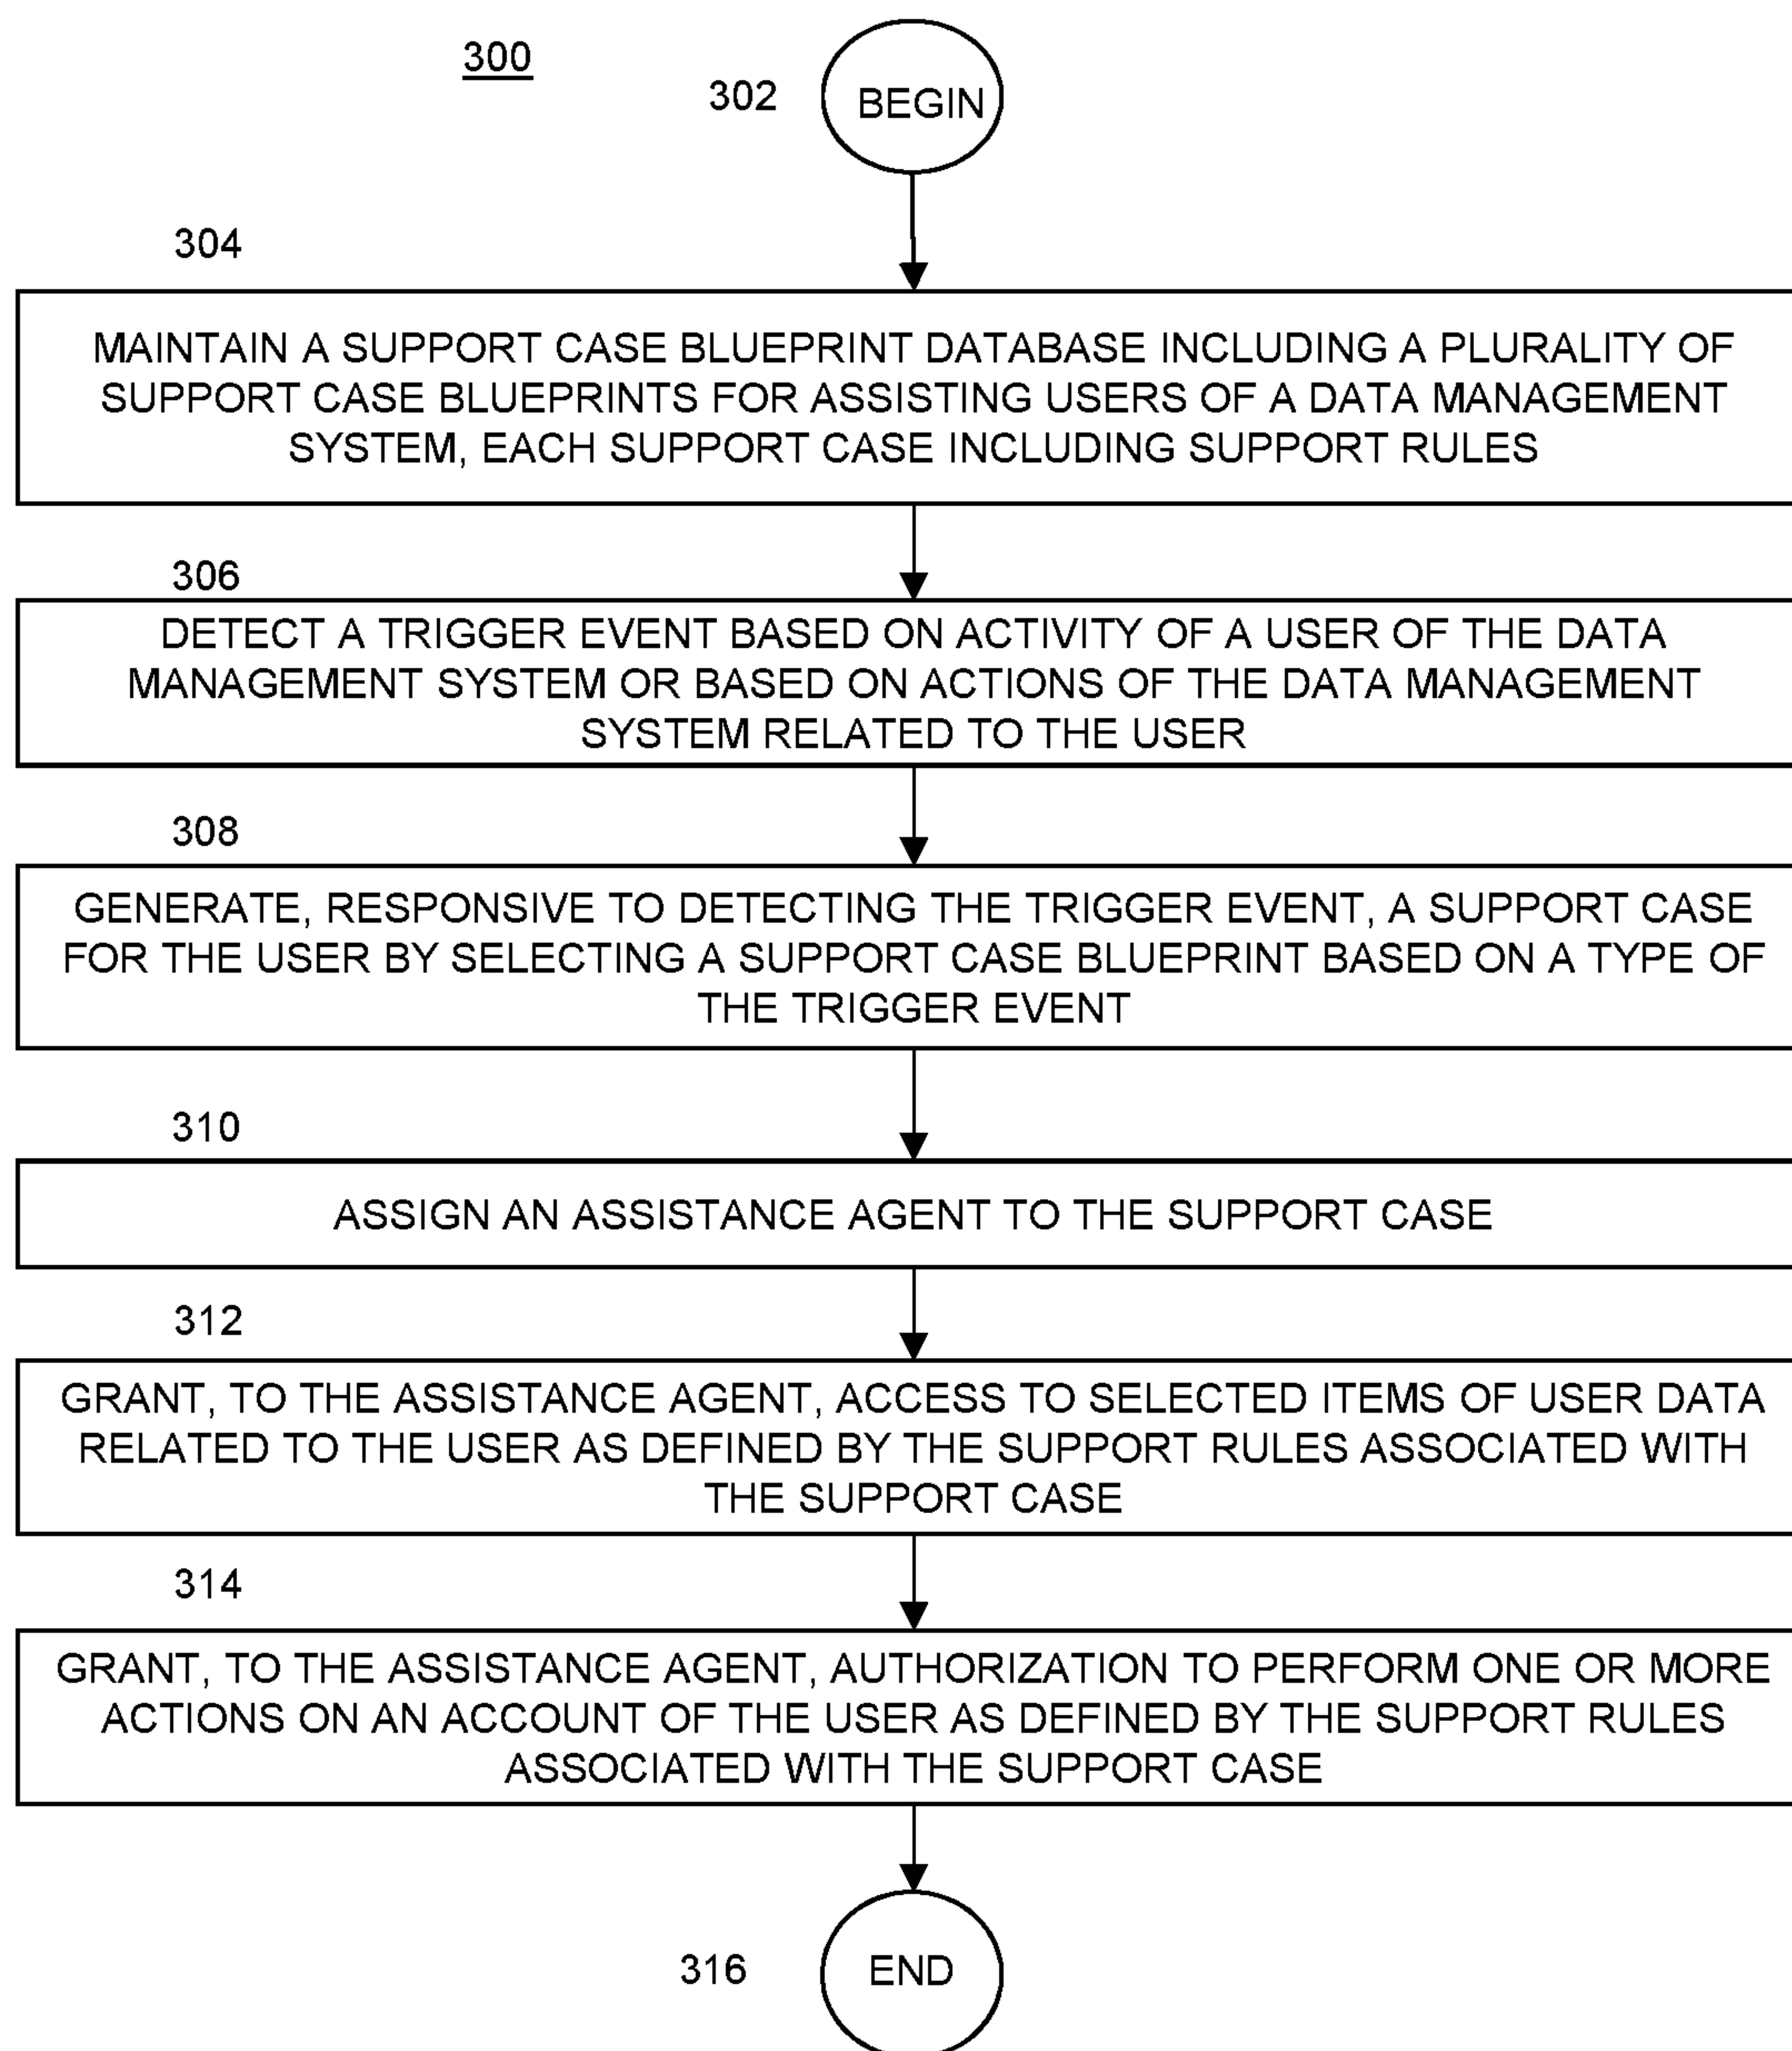 300
302
BEGIN
304
MAINTAIN A SUPPORT CASE BLUEPRINT DATABASE INCLUDING A PLURALITY OF
SUPPORT CASE BLUEPRINTS FOR ASSISTING USERS OF A DATA MANAGEMENT
SYSTEM, EACH SUPPORT CASE INCLUDING SUPPORT RULES
306
DETECT A TRIGGER EVENT BASED ON ACTIVITY OF A USER OF THE DATA
MANAGEMENT SYSTEM OR BASED ON ACTIONS OF THE DATA MANAGEMENT
SYSTEM RELATED TO THE USER
308
GENERATE, RESPONSIVE TO DETECTING THE TRIGGER EVENT, A SUPPORT CASE
FOR THE USER BY SELECTING A SUPPORT CASE BLUEPRINT BASED ON A TYPE OF
THE TRIGGER EVENT
310
ASSIGN AN ASSISTANCE AGENT TO THE SUPPORT CASE
312
GRANT, TO THE ASSISTANCE AGENT, ACCESS TO SELECTED ITEMS OF USER DATA
RELATED TO THE USER AS DEFINED BY THE SUPPORT RULES ASSOCIATED WITH
THE SUPPORT CASE
314
GRANT, TO THE ASSISTANCE AGENT, AUTHORIZATION TO PERFORM ONE OR MORE
ACTIONS ON AN ACCOUNT OF THE USER AS DEFINED BY THE SUPPORT RULES
ASSOCIATED WITH THE SUPPORT CASE
316
END